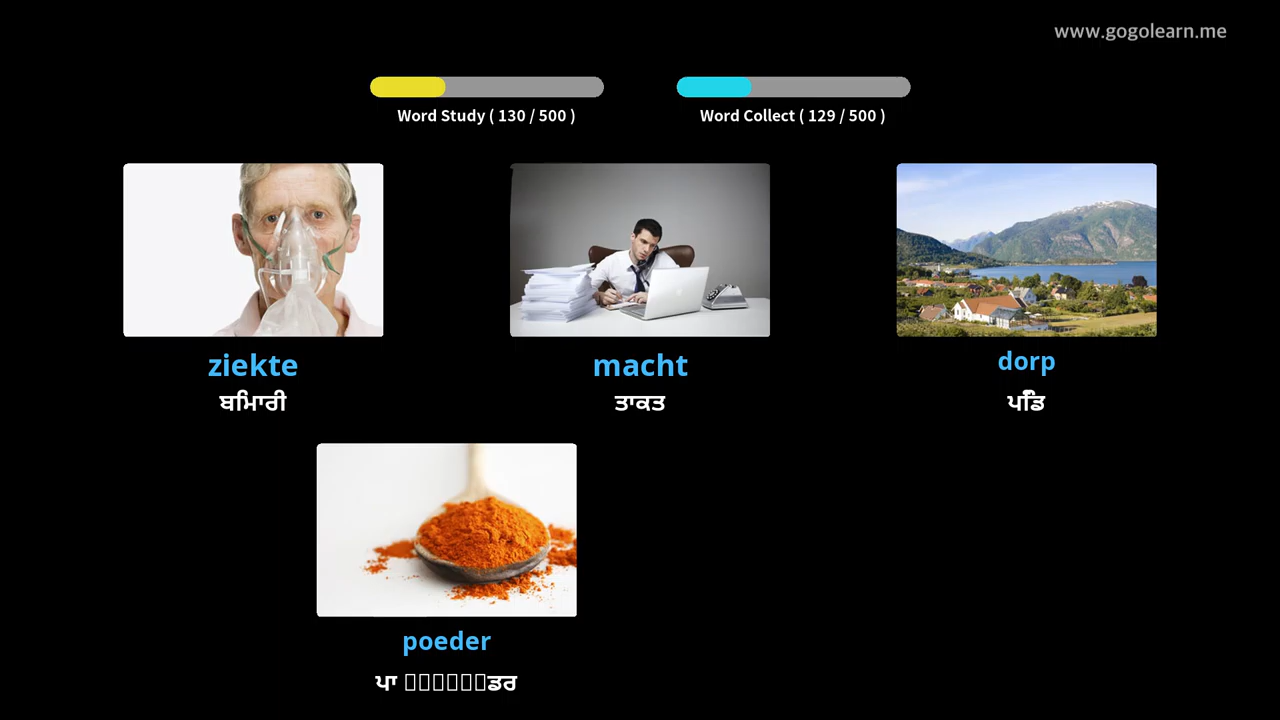 www.gogolearn.me
Word Study ( 130 / 500 )
Word Collect ( 129 / 500 )
ziekte
macht
dorp
ਬਿਮਾਰੀ
ਤਾਕਤ
ਪਿੰਡ
poeder
ਪਾ □□□□□□ਡਰ